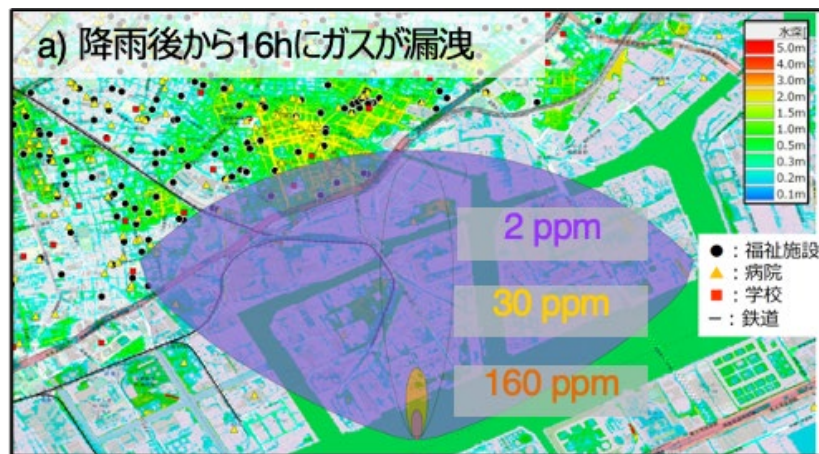 a) 降雨後から16hにガスが漏洩
水深[
5.0m
4.0m
3.0m
2.0m
1.5m
1.0m
0.5m
0.3m
0.2m
0.1m
2 ppm
30 ppm
160 ppm
●：福祉施設
▲：病院
■：学校
ー：鉄道